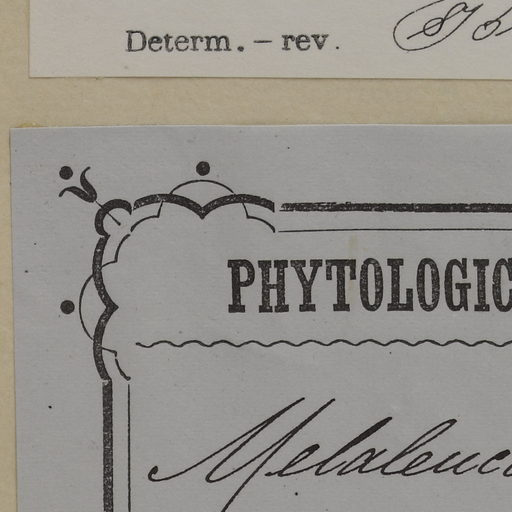 Determ. – rev.
PHYTOLOGIC
Melaleuc